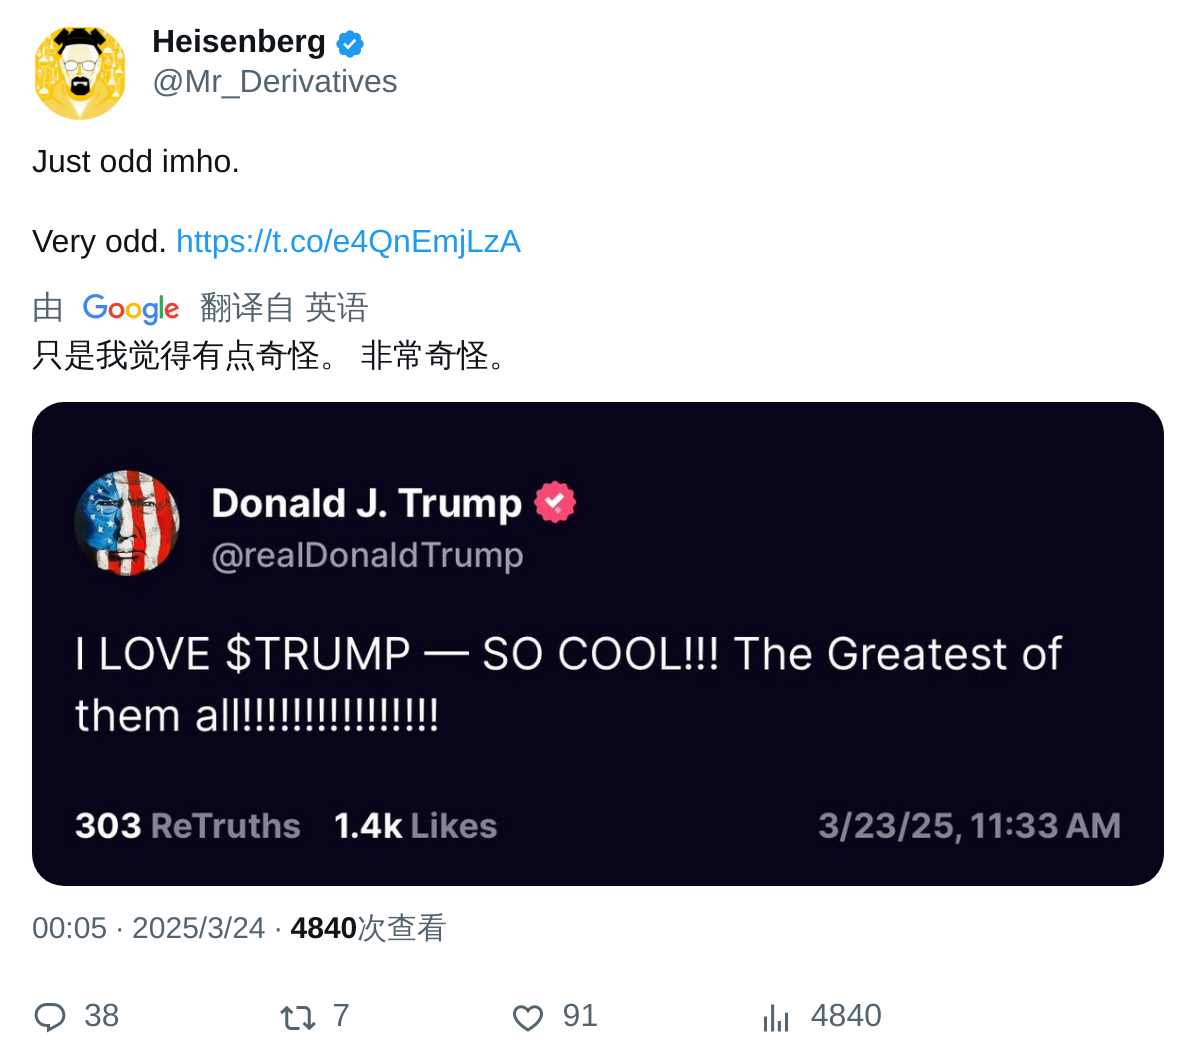 Heisenberg
@Mr_Derivatives
Just odd imho.
Very odd. https://t.co/e4QnEmjLzA
由 Google 翻译自 英语
只是我觉得有点奇怪。 非常奇怪。
Donald J. Trump
@realDonaldTrump
I LOVE $TRUMP — SO COOL!!! The Greatest of
them all!!!!!!!!!!!!!!!!
303 ReTruths 1.4k Likes 3/23/25, 11:33 AM
00:05 · 2025/3/24 · 4840次查看
38 7 91 4840